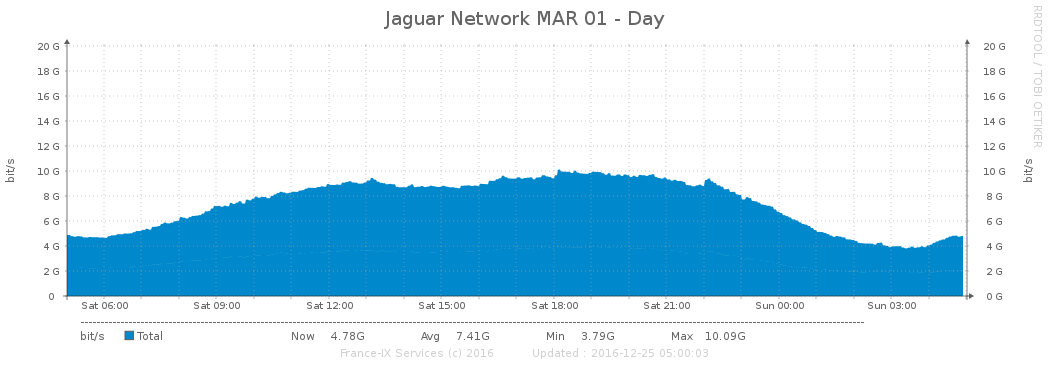 Jaguar Network MAR 01 - Day
RRDTOOL / TOBI OETIKER
bit/s
20 G
18 G
16 G
14 G
12 G
10 G
8 G
6 G
4 G
2 G
0
20 G
18 G
16 G
14 G
12 G
10 G
8 G
6 G
4 G
2 G
0 G
bit/s
Sat 06:00 Sat 09:00 Sat 12:00 Sat 15:00 Sat 18:00 Sat 21:00 Sun 00:00 Sun 03:00
bit/s Total Now 4.78G Avg 7.41G Min 3.79G Max 10.09G
France-IX Services (c) 2016 Updated : 2016-12-25 05:00:03